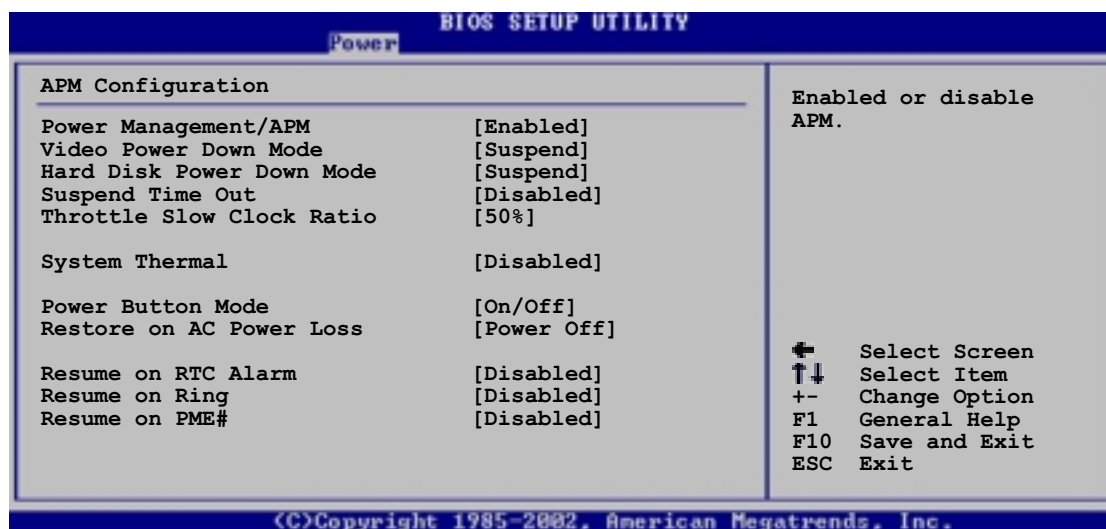 BIOS SETUP UTILITY
Power
APM Configuration
Power Management/APM [Enabled]
Video Power Down Mode [Suspend]
Hard Disk Power Down Mode [Suspend]
Suspend Time Out [Disabled]
Throttle Slow Clock Ratio [50%]
System Thermal [Disabled]
Power Button Mode [On/Off]
Restore on AC Power Loss [Power Off]
Resume on RTC Alarm [Disabled]
Resume on Ring [Disabled]
Resume on PME# [Disabled]
Enabled or disable
APM.
← Select Screen
↑↓ Select Item
+- Change Option
F1 General Help
F10 Save and Exit
ESC Exit
(C)Copyright 1985-2002, American Megatrends, Inc.